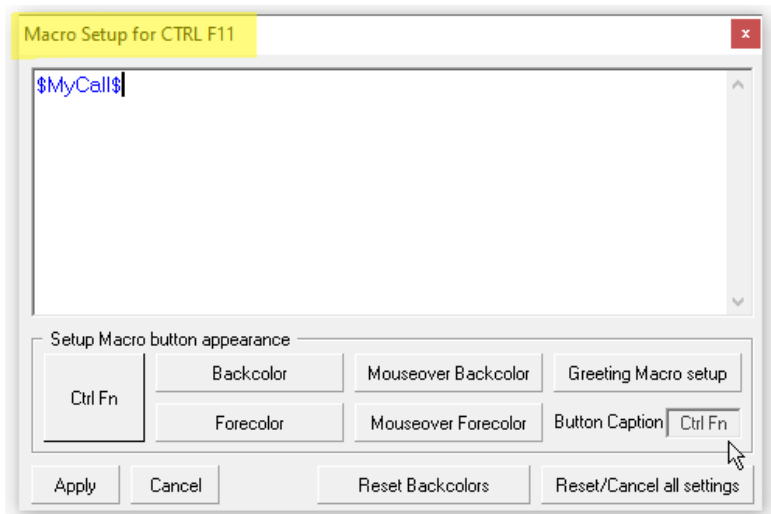 Macro Setup for CTRL F11
x
$MyCall$
Setup Macro button appearance
Ctrl Fn
Backcolor
Mouseover Backcolor
Greeting Macro setup
Forecolor
Mouseover Forecolor
Button Caption Ctrl Fn
Apply
Cancel
Reset Backcolors
Reset/Cancel all settings